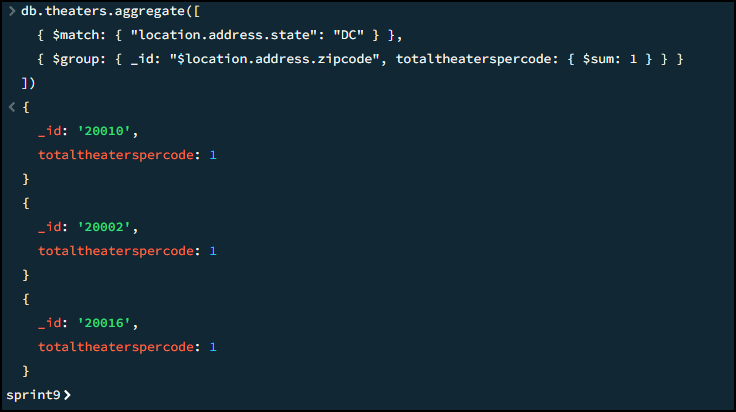 > db.theaters.aggregate([
{ $match: { "location.address.state": "DC" } },
{ $group: { _id: "$location.address.zipcode", totaltheaterspercode: { $sum: 1 } } }
])
< {
_id: '20010',
totaltheaterspercode: 1
}
{
_id: '20002',
totaltheaterspercode: 1
}
{
_id: '20016',
totaltheaterspercode: 1
}
sprint9>